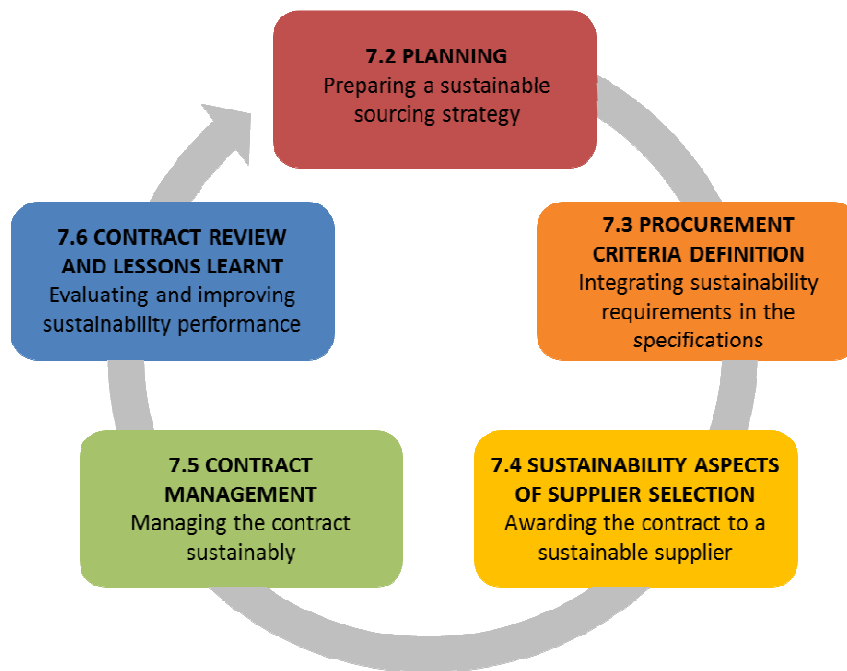 7.2 PLANNING
Preparing a sustainable
sourcing strategy
7.3 PROCUREMENT
CRITERIA DEFINITION
Integrating sustainability
requirements in the
specifications
7.4 SUSTAINABILITY ASPECTS
OF SUPPLIER SELECTION
Awarding the contract to a
sustainable supplier
7.5 CONTRACT
MANAGEMENT
Managing the contract
sustainably
7.6 CONTRACT REVIEW
AND LESSONS LEARNT
Evaluating and improving
sustainability performance